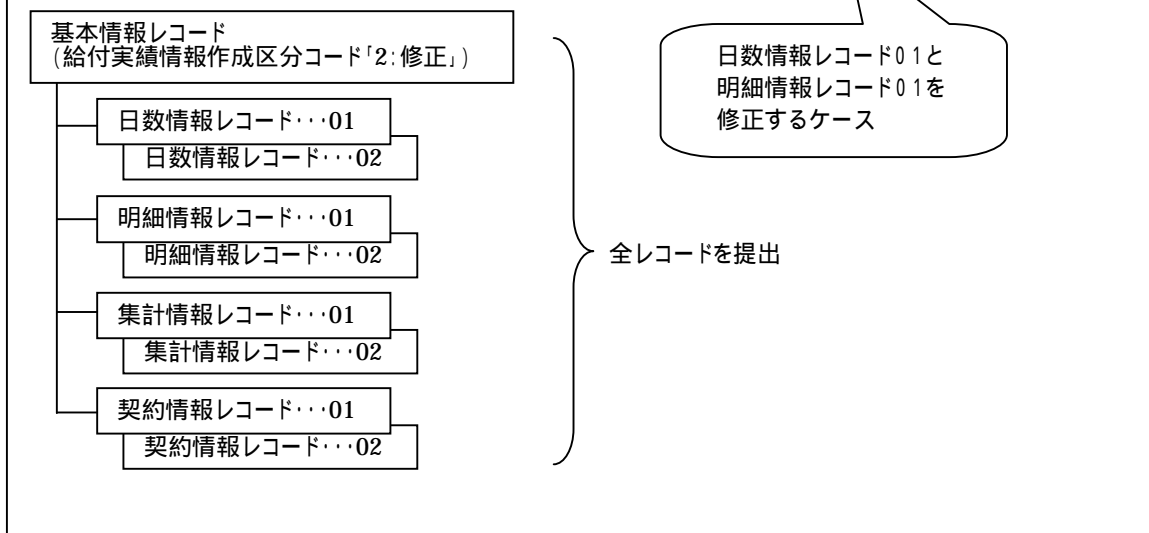 基本情報レコード
(給付実績情報作成区分コード｢2:修正｣)
日数情報レコード･･･01
日数情報レコード･･･02
明細情報レコード･･･01
明細情報レコード･･･02
集計情報レコード･･･01
集計情報レコード･･･02
契約情報レコード･･･01
契約情報レコード･･･02
全レコードを提出
日数情報レコード01と
明細情報レコード01を
修正するケース